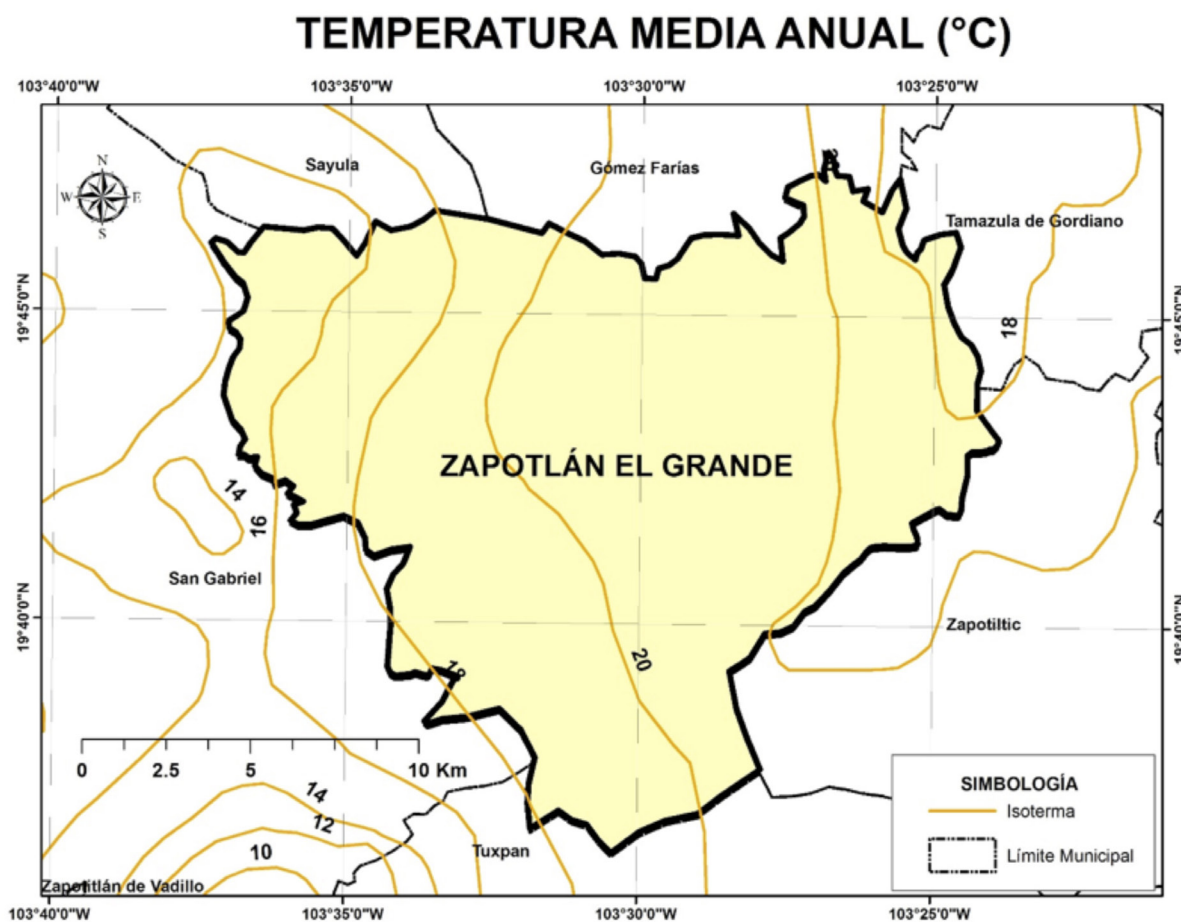 TEMPERATURA MEDIA ANUAL (°C)
103°40'0"W 103°35'0"W 103°30'0"W 103°25'0"W
N
W E
S
Sayula
Gómez Farías
20
Tamazula de Gordiano
19°45'0"N
19°45'0"N
18
ZAPOTLÁN EL GRANDE
14
16
San Gabriel
19°40'0"N
19°40'0"N
Zapotiltic
18
20
0 2.5 5 10 Km
14
12
10
Tuxpan
Zapotitlán de Vadillo
SIMBOLOGÍA
Isoterma
Límite Municipal
103°40'0"W 103°35'0"W 103°30'0"W 103°25'0"W